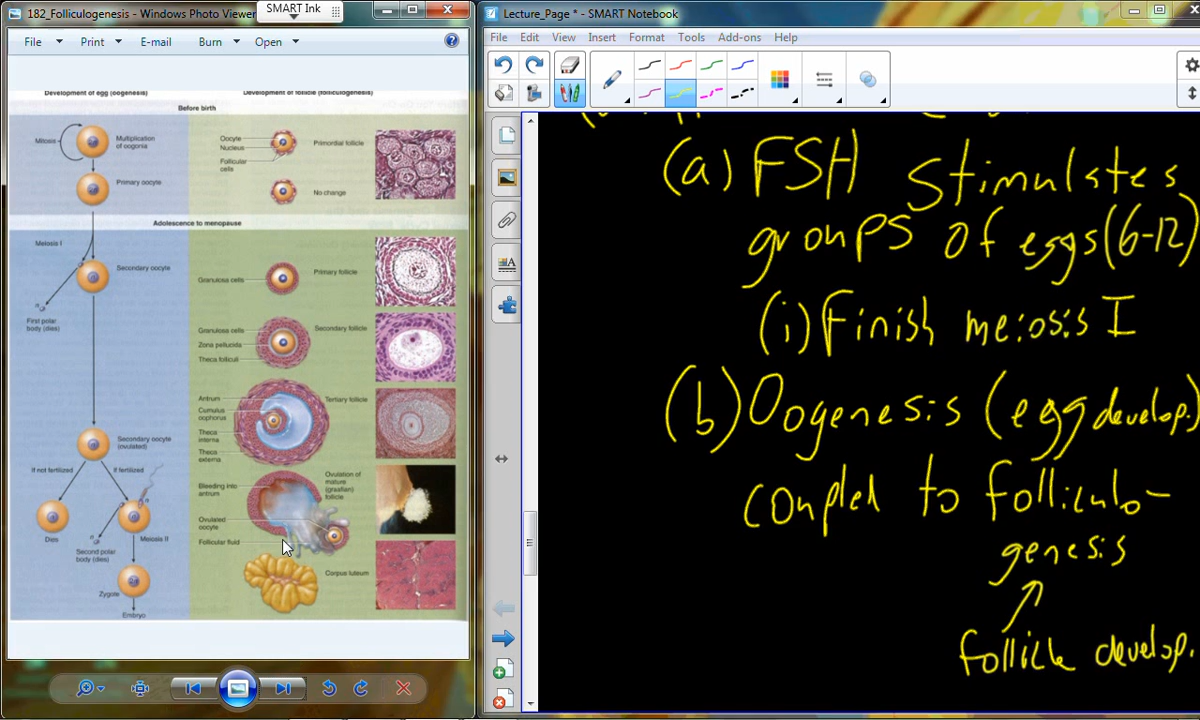 182_Folliculogenesis - Windows Photo Viewer
SMART Ink
File Print E-mail Burn Open
Development of egg (oogenesis)
Development of follicle (folliculogenesis)
Before birth
Mitosis
Multiplication
of oogonia
Primary oocyte
Oocyte
Nucleus
Follicular
cells
Primordial follicle
No change
Adolescence to menopause
Meiosis I
Secondary oocyte
First polar
body (dies)
Granulosa cells
Primary follicle
Granulosa cells
Zona pellucida
Theca folliculi
Secondary follicle
Antrum
Cumulus
oophorus
Theca
interna
Theca
externa
Tertiary follicle
Secondary oocyte
(ovulated)
If not fertilized
If fertilized
Dies
Second polar
body (dies)
Meiosis II
Zygote
Embryo
Bleeding into
antrum
Ovulated
oocyte
Follicular fluid
Ovulation of
mature
(graafian)
follicle
Corpus luteum
Lecture_Page * - SMART Notebook
File Edit View Insert Format Tools Add-ons Help
(a) FSH stimulates
groups of eggs (6-12)
(i) Finish meiosis I
(b) Oogenesis (egg develop.)
coupled to folliculo-
genesis
follicle develop.